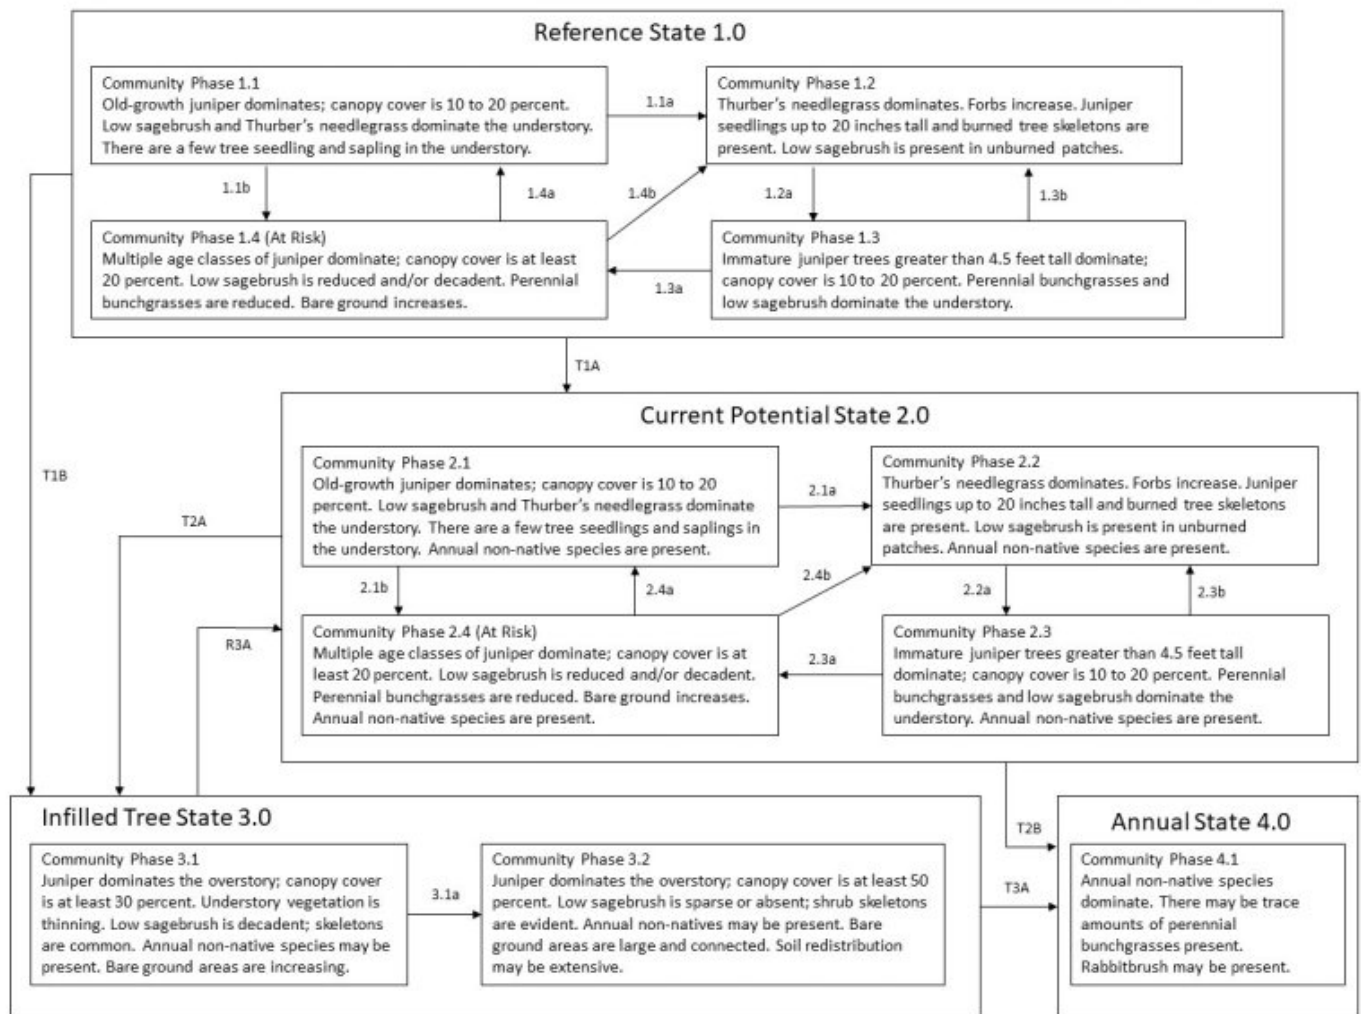 Reference State 1.0
Community Phase 1.1
Old-growth juniper dominates; canopy cover is 10 to 20 percent.
Low sagebrush and Thurber's needlegrass dominate the understory.
There are a few tree seedling and sapling in the understory.
1.1a
Community Phase 1.2
Thurber's needlegrass dominates. Forbs increase. Juniper
seedlings up to 20 inches tall and burned tree skeletons are
present. Low sagebrush is present in unburned patches.
1.1b
1.4a
1.4b
1.2a
1.3b
Community Phase 1.4 (At Risk)
Multiple age classes of juniper dominate; canopy cover is at least
20 percent. Low sagebrush is reduced and/or decadent. Perennial
bunchgrasses are reduced. Bare ground increases.
1.3a
Community Phase 1.3
Immature juniper trees greater than 4.5 feet tall dominate;
canopy cover is 10 to 20 percent. Perennial bunchgrasses and
low sagebrush dominate the understory.
T1A
T1B
Current Potential State 2.0
Community Phase 2.1
Old-growth juniper dominates; canopy cover is 10 to 20
percent. Low sagebrush and Thurber's needlegrass dominate
the understory. There are a few tree seedlings and saplings in
the understory. Annual non-native species are present.
2.1a
Community Phase 2.2
Thurber's needlegrass dominates. Forbs increase. Juniper
seedlings up to 20 inches tall and burned tree skeletons
are present. Low sagebrush is present in unburned
patches. Annual non-native species are present.
T2A
2.1b
2.4a
2.4b
2.2a
2.3b
R3A
Community Phase 2.4 (At Risk)
Multiple age classes of juniper dominate; canopy cover is at
least 20 percent. Low sagebrush is reduced and/or decadent.
Perennial bunchgrasses are reduced. Bare ground increases.
Annual non-native species are present.
2.3a
Community Phase 2.3
Immature juniper trees greater than 4.5 feet tall
dominate; canopy cover is 10 to 20 percent. Perennial
bunchgrasses and low sagebrush dominate the
understory. Annual non-native species are present.
Infilled Tree State 3.0
Community Phase 3.1
Juniper dominates the overstory; canopy cover
is at least 30 percent. Understory vegetation is
thinning. Low sagebrush is decadent; skeletons
are common. Annual non-native species may be
present. Bare ground areas are increasing.
3.1a
Community Phase 3.2
Juniper dominates the overstory; canopy cover is at least 50
percent. Low sagebrush is sparse or absent; shrub skeletons
are evident. Annual non-natives may be present. Bare
ground areas are large and connected. Soil redistribution
may be extensive.
T2B
T3A
Annual State 4.0
Community Phase 4.1
Annual non-native species
dominate. There may be trace
amounts of perennial
bunchgrasses present.
Rabbitbrush may be present.